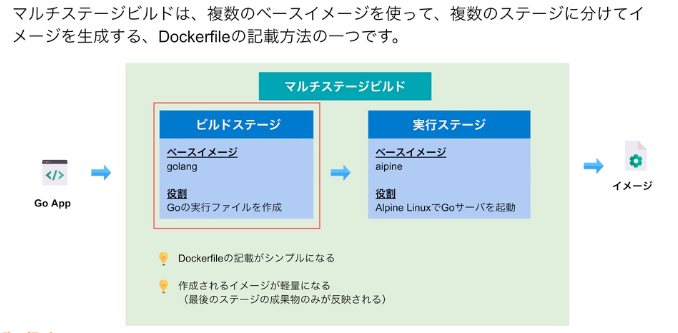 マルチステージビルドは、複数のベースイメージを使って、複数のステージに分けてイ
メージを生成する、Dockerfileの記載方法の一つです。
マルチステージビルド
ビルドステージ
ベースイメージ
golang
役割
Goの実行ファイルを作成
実行ステージ
ベースイメージ
aipine
役割
Alpine LinuxでGoサーバを起動
Go App
イメージ
Dockerfileの記載がシンプルになる
作成されるイメージが軽量になる
（最後のステージの成果物のみが反映される）